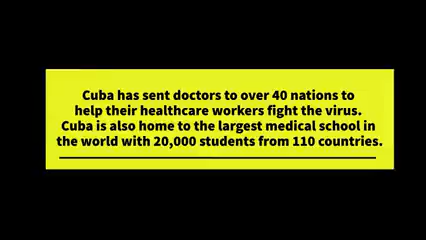 Cuba has sent doctors to over 40 nations to
help their healthcare workers fight the virus.
Cuba is also home to the largest medical school in
the world with 20,000 students from 110 countries.